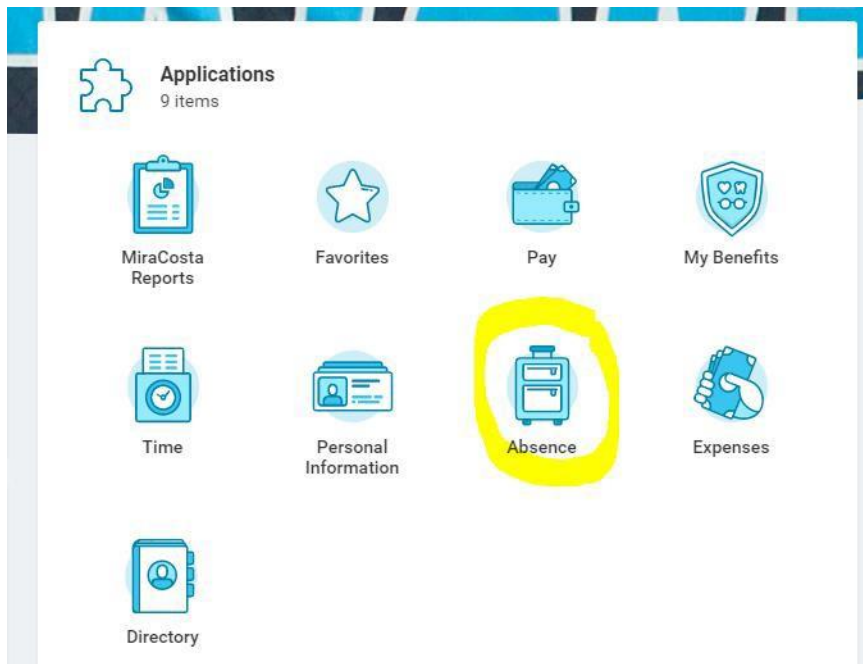 Applications
9 items
MiraCosta
Reports
Favorites
Pay
My Benefits
Time
Personal
Information
Absence
Expenses
Directory